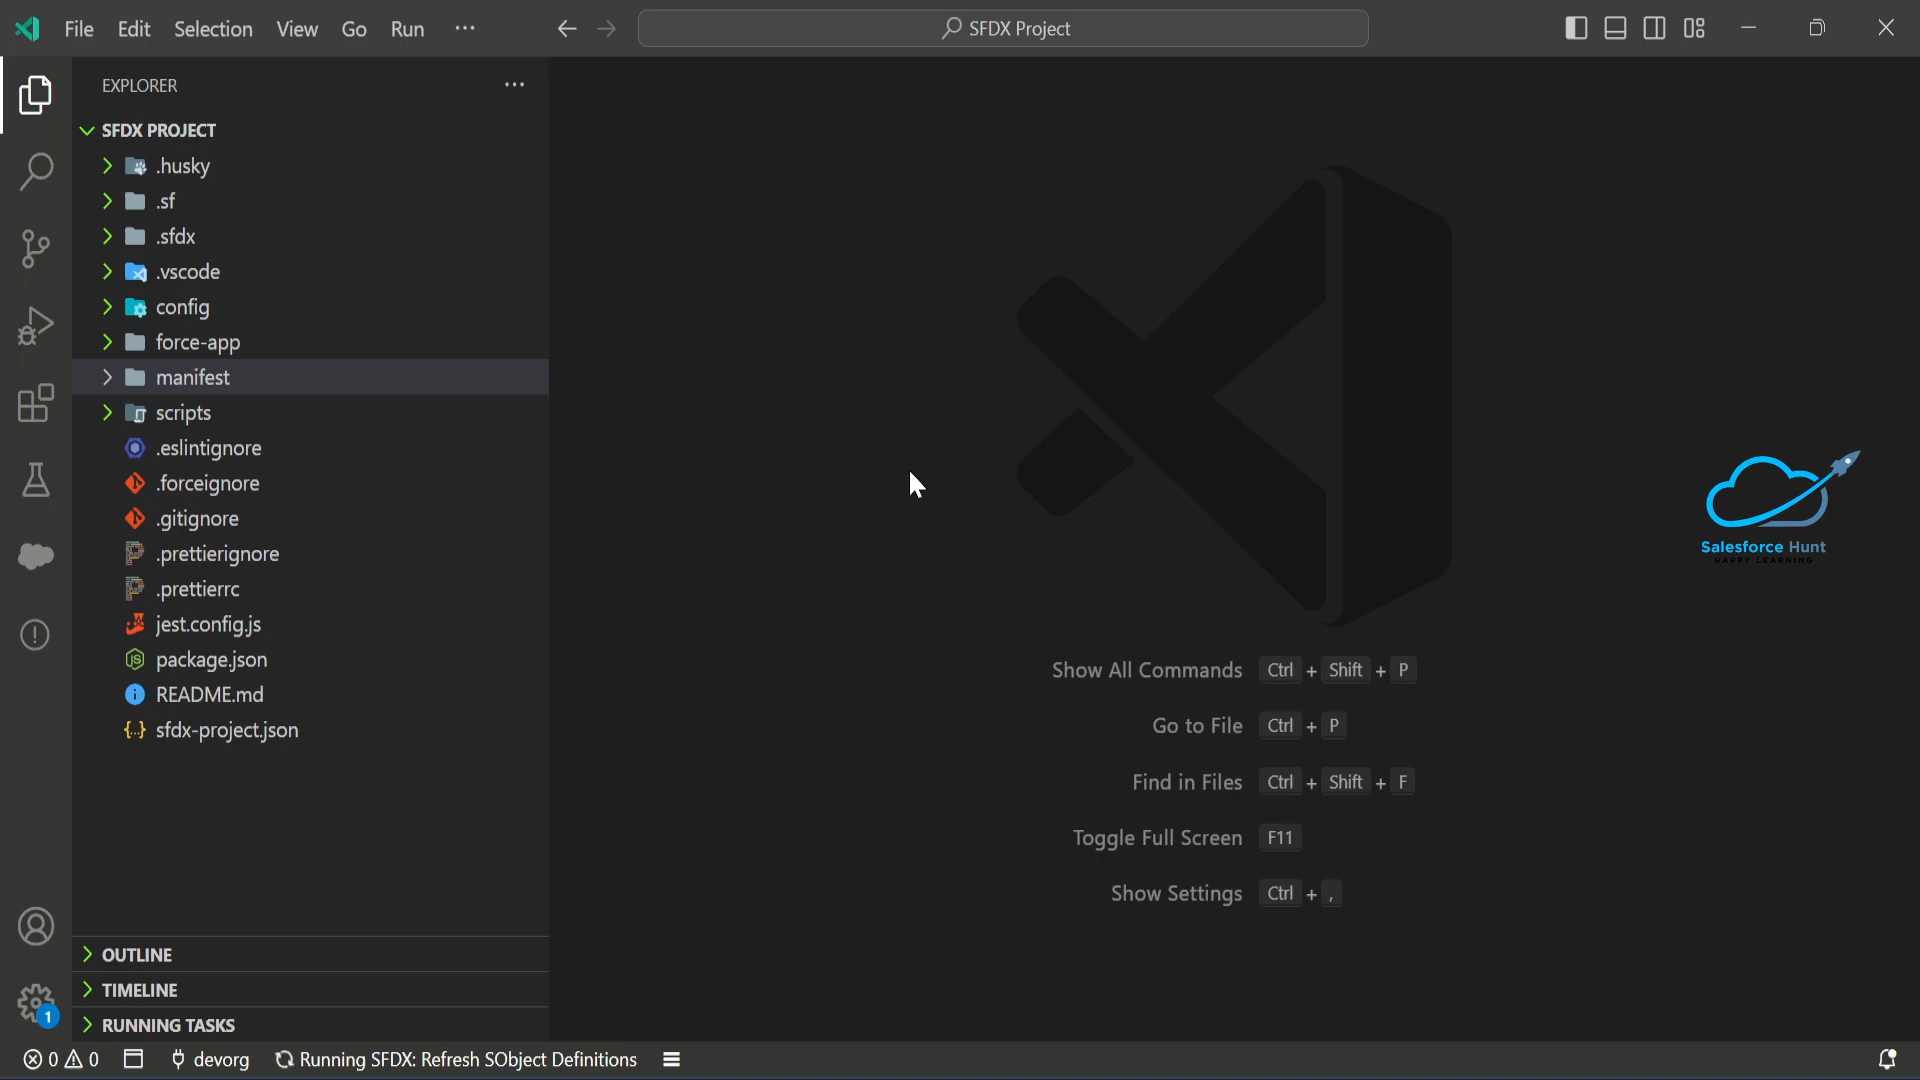 File Edit Selection View Go Run ···
SFDX Project
EXPLORER ···
SFDX PROJECT
.husky
.sf
.sfdx
.vscode
config
force-app
manifest
scripts
.eslintignore
.forceignore
.gitignore
.prettierignore
.prettierrc
jest.config.js
package.json
README.md
{...} sfdx-project.json
OUTLINE
TIMELINE
RUNNING TASKS
1
Show All Commands Ctrl + Shift + P
Go to File Ctrl + P
Find in Files Ctrl + Shift + F
Toggle Full Screen F11
Show Settings Ctrl + ,
Salesforce Hunt
HAPPY LEARNING
0 0 devorg Running SFDX: Refresh SObject Definitions